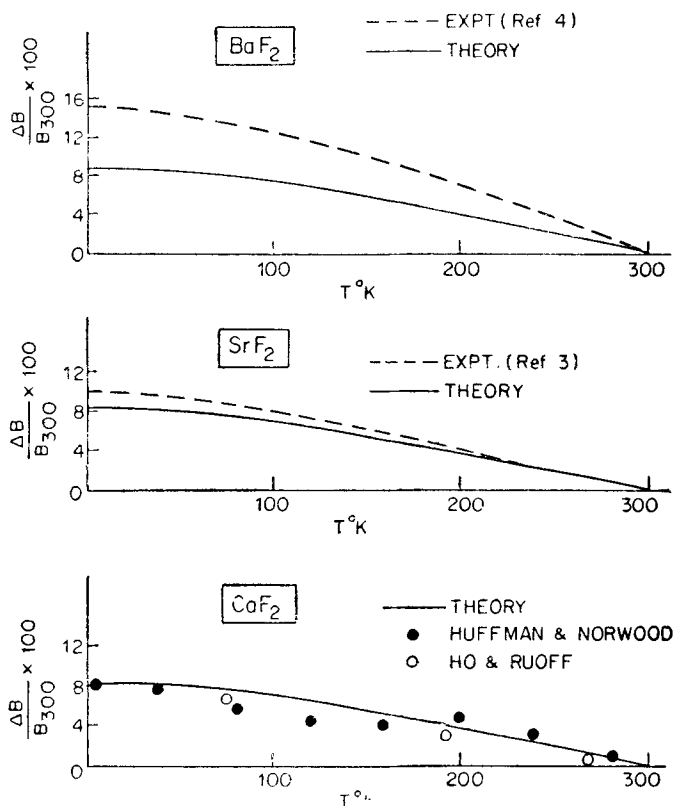 --- EXPT (Ref 4)
BaF2
— THEORY
ΔB
B300
× 100
16
12
8
4
0
100
200
300
T°K
SrF2
--- EXPT. (Ref 3)
— THEORY
ΔB
B300
× 100
12
8
4
0
100
200
300
T°K
CaF2
— THEORY
● HUFFMAN & NORWOOD
○ HO & RUOFF
ΔB
B300
× 100
12
8
4
0
100
200
300
T°